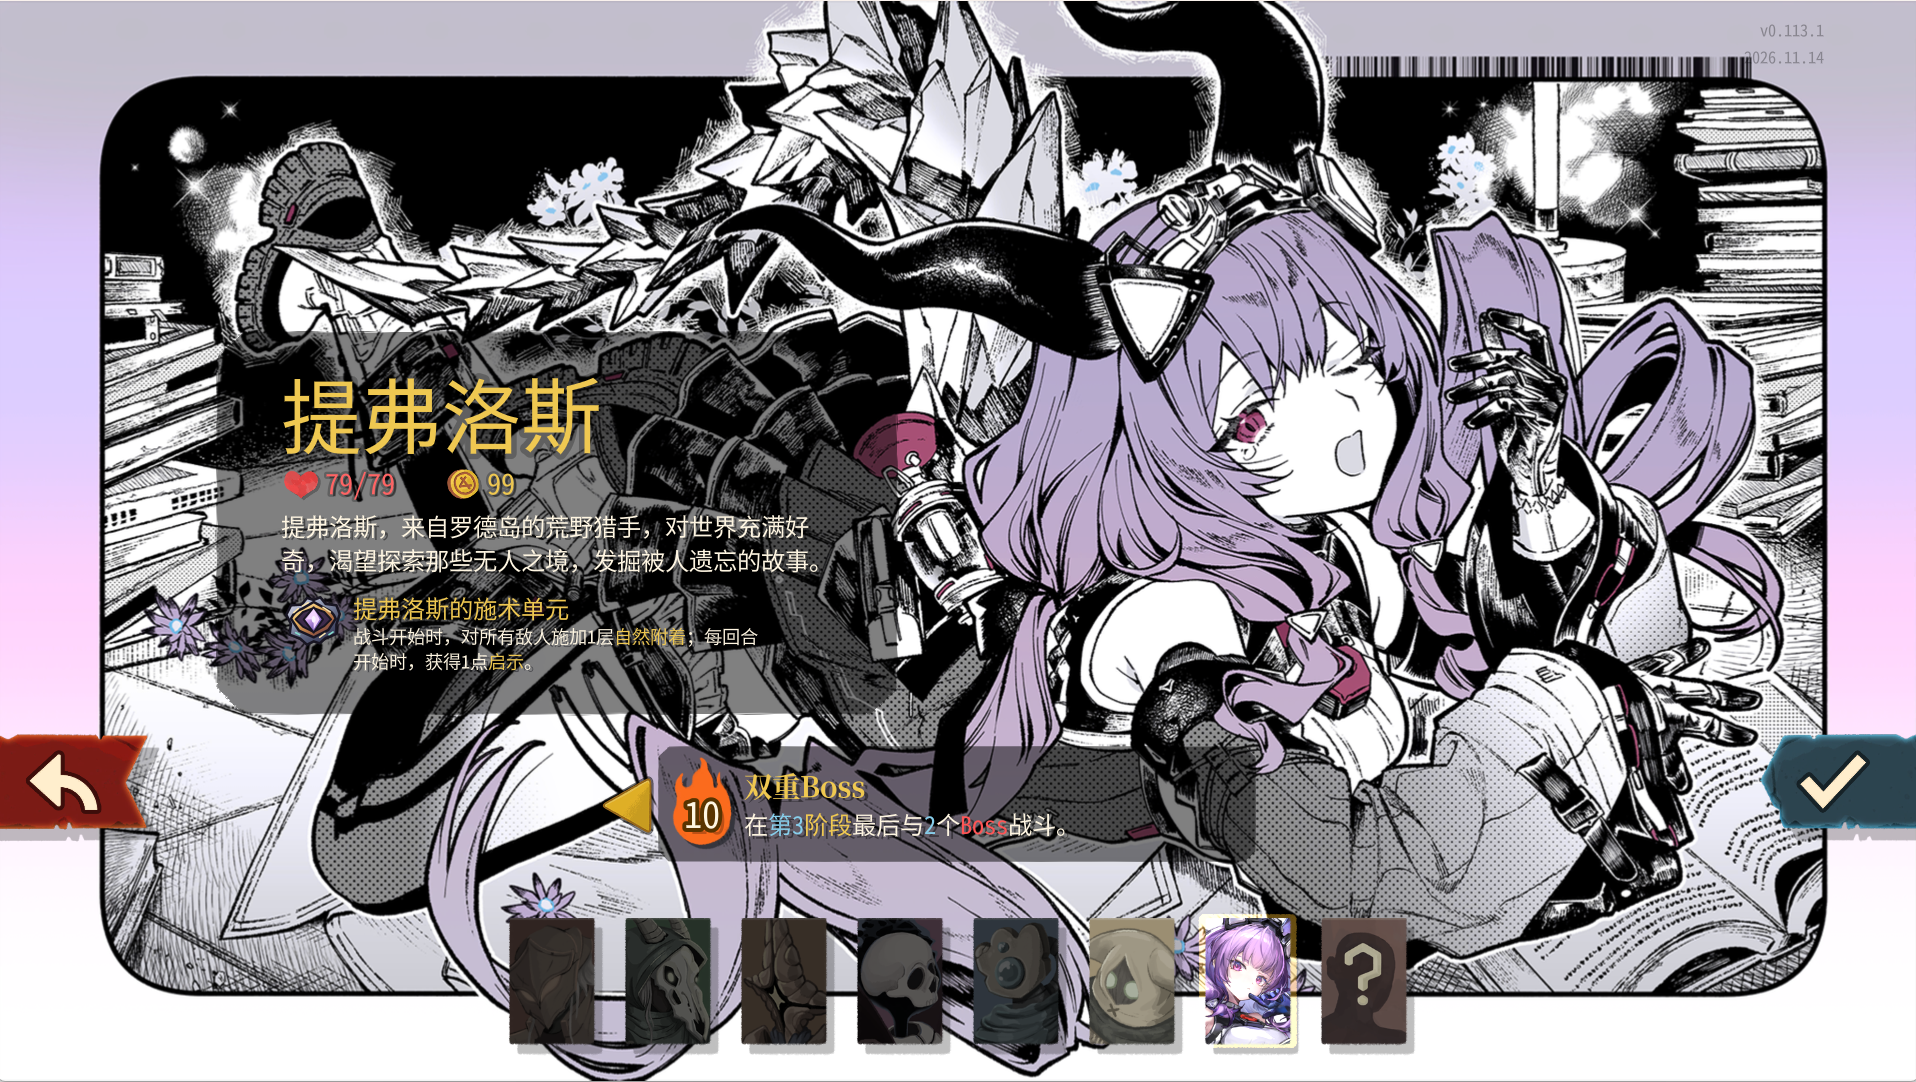 v0.113.1
2026.11.14
提弗洛斯
79/79 99
提弗洛斯，来自罗德岛的荒野猎手，对世界充满好
奇，渴望探索那些无人之境，发掘被人遗忘的故事。
提弗洛斯的施术单元
战斗开始时，对所有敌人施加1层自然附着；每回合
开始时，获得1点启示。
10
双重Boss
在第3阶段最后与2个Boss战斗。
?